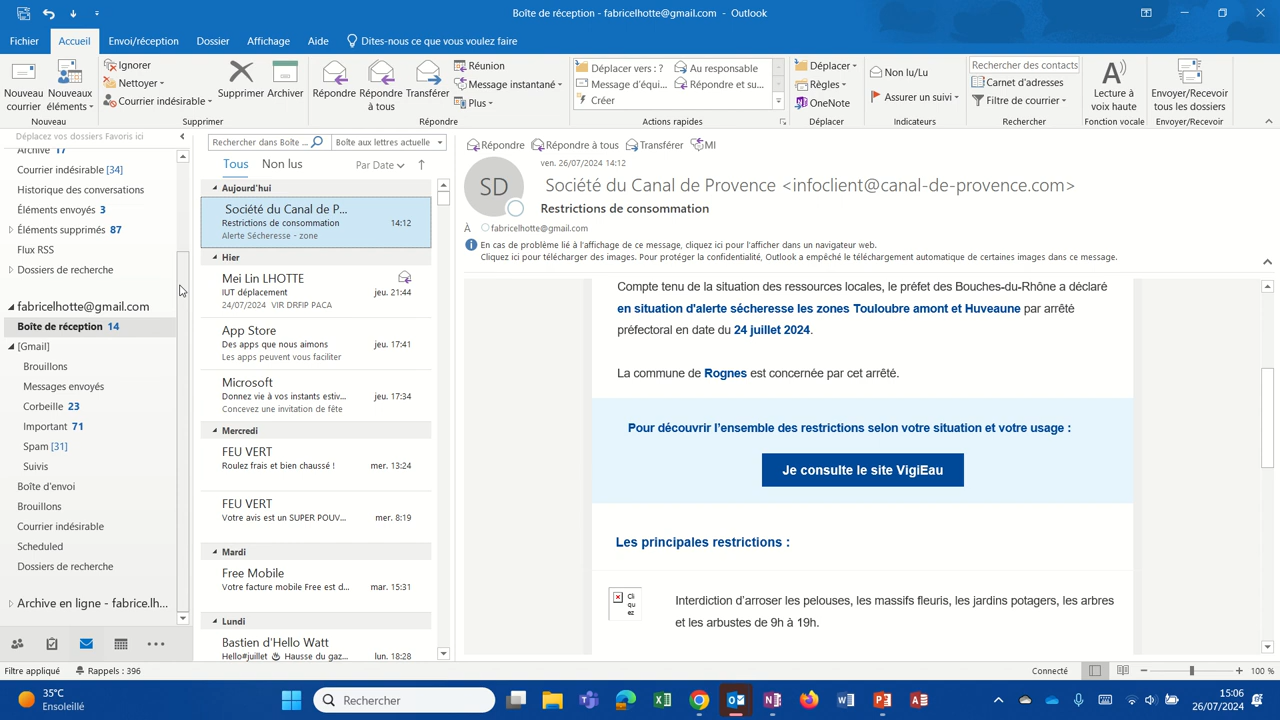 Boîte de réception - fabricelhotte@gmail.com - Outlook
Fichier
Accueil
Envoi/réception
Dossier
Affichage
Aide
Dites-nous ce que vous voulez faire
Nouveau courrier
Nouveaux éléments
Nouveau
Ignorer
Nettoyer
Courrier indésirable
Supprimer
Archiver
Supprimer
Répondre
Répondre à tous
Transférer
Réunion
Message instantané
Plus
Répondre
Déplacer vers : ?
Message d'équi...
Créer
Au responsable
Répondre et su...
Actions rapides
Déplacer
Règles
OneNote
Déplacer
Non lu/Lu
Assurer un suivi
Indicateurs
Rechercher des contacts
Carnet d'adresses
Filtre de courrier
Rechercher
Lecture à voix haute
Fonction vocale
Envoyer/Recevoir tous les dossiers
Envoyer/Recevoir
Déplacez vos dossiers Favoris ici
Archive 17
Courrier indésirable [34]
Historique des conversations
Éléments envoyés 3
Éléments supprimés 87
Flux RSS
Dossiers de recherche
fabricelhotte@gmail.com
Boîte de réception 14
[Gmail]
Brouillons
Messages envoyés
Corbeille 23
Important 71
Spam [31]
Suivis
Boîte d'envoi
Brouillons
Courrier indésirable
Scheduled
Dossiers de recherche
Archive en ligne - fabrice.lh...
Rechercher dans Boîte ...
Boîte aux lettres actuelle
Tous
Non lus
Par Date
Aujourd'hui
Société du Canal de P...
Restrictions de consommation 14:12
Alerte Sécheresse - zone
Hier
Mei Lin LHOTTE
IUT déplacement jeu. 21:44
24/07/2024 VIR DRFIP PACA
App Store
Des apps que nous aimons jeu. 17:41
Les apps peuvent vous faciliter
Microsoft
Donnez vie à vos instants estiv... jeu. 17:34
Concevez une invitation de fête
Mercredi
FEU VERT
Roulez frais et bien chaussé ! mer. 13:24
FEU VERT
Votre avis est un SUPER POUV... mer. 8:19
Mardi
Free Mobile
Votre facture mobile Free est d... mar. 15:31
Lundi
Bastien d'Hello Watt
Hello#juillet Hausse du gaz... lun. 18:28
Répondre Répondre à tous Transférer MI
ven. 26/07/2024 14:12
SD
Société du Canal de Provence <infoclient@canal-de-provence.com>
Restrictions de consommation
À fabricelhotte@gmail.com
En cas de problème lié à l'affichage de ce message, cliquez ici pour l'afficher dans un navigateur web.
Cliquez ici pour télécharger des images. Pour protéger la confidentialité, Outlook a empêché le téléchargement automatique de certaines images dans ce message.
Compte tenu de la situation des ressources locales, le préfet des Bouches-du-Rhône a déclaré
en situation d'alerte sécheresse les zones Touloubre amont et Huveaune par arrêté
préfectoral en date du 24 juillet 2024.
La commune de Rognes est concernée par cet arrêté.
Pour découvrir l'ensemble des restrictions selon votre situation et votre usage :
Je consulte le site VigiEau
Les principales restrictions :
Cli
que
Interdiction d'arroser les pelouses, les massifs fleuris, les jardins potagers, les arbres
et les arbustes de 9h à 19h.
Filtre appliqué
Rappels : 396
Connecté
100 %
35°C
Ensoleillé
Rechercher
15:06
26/07/2024